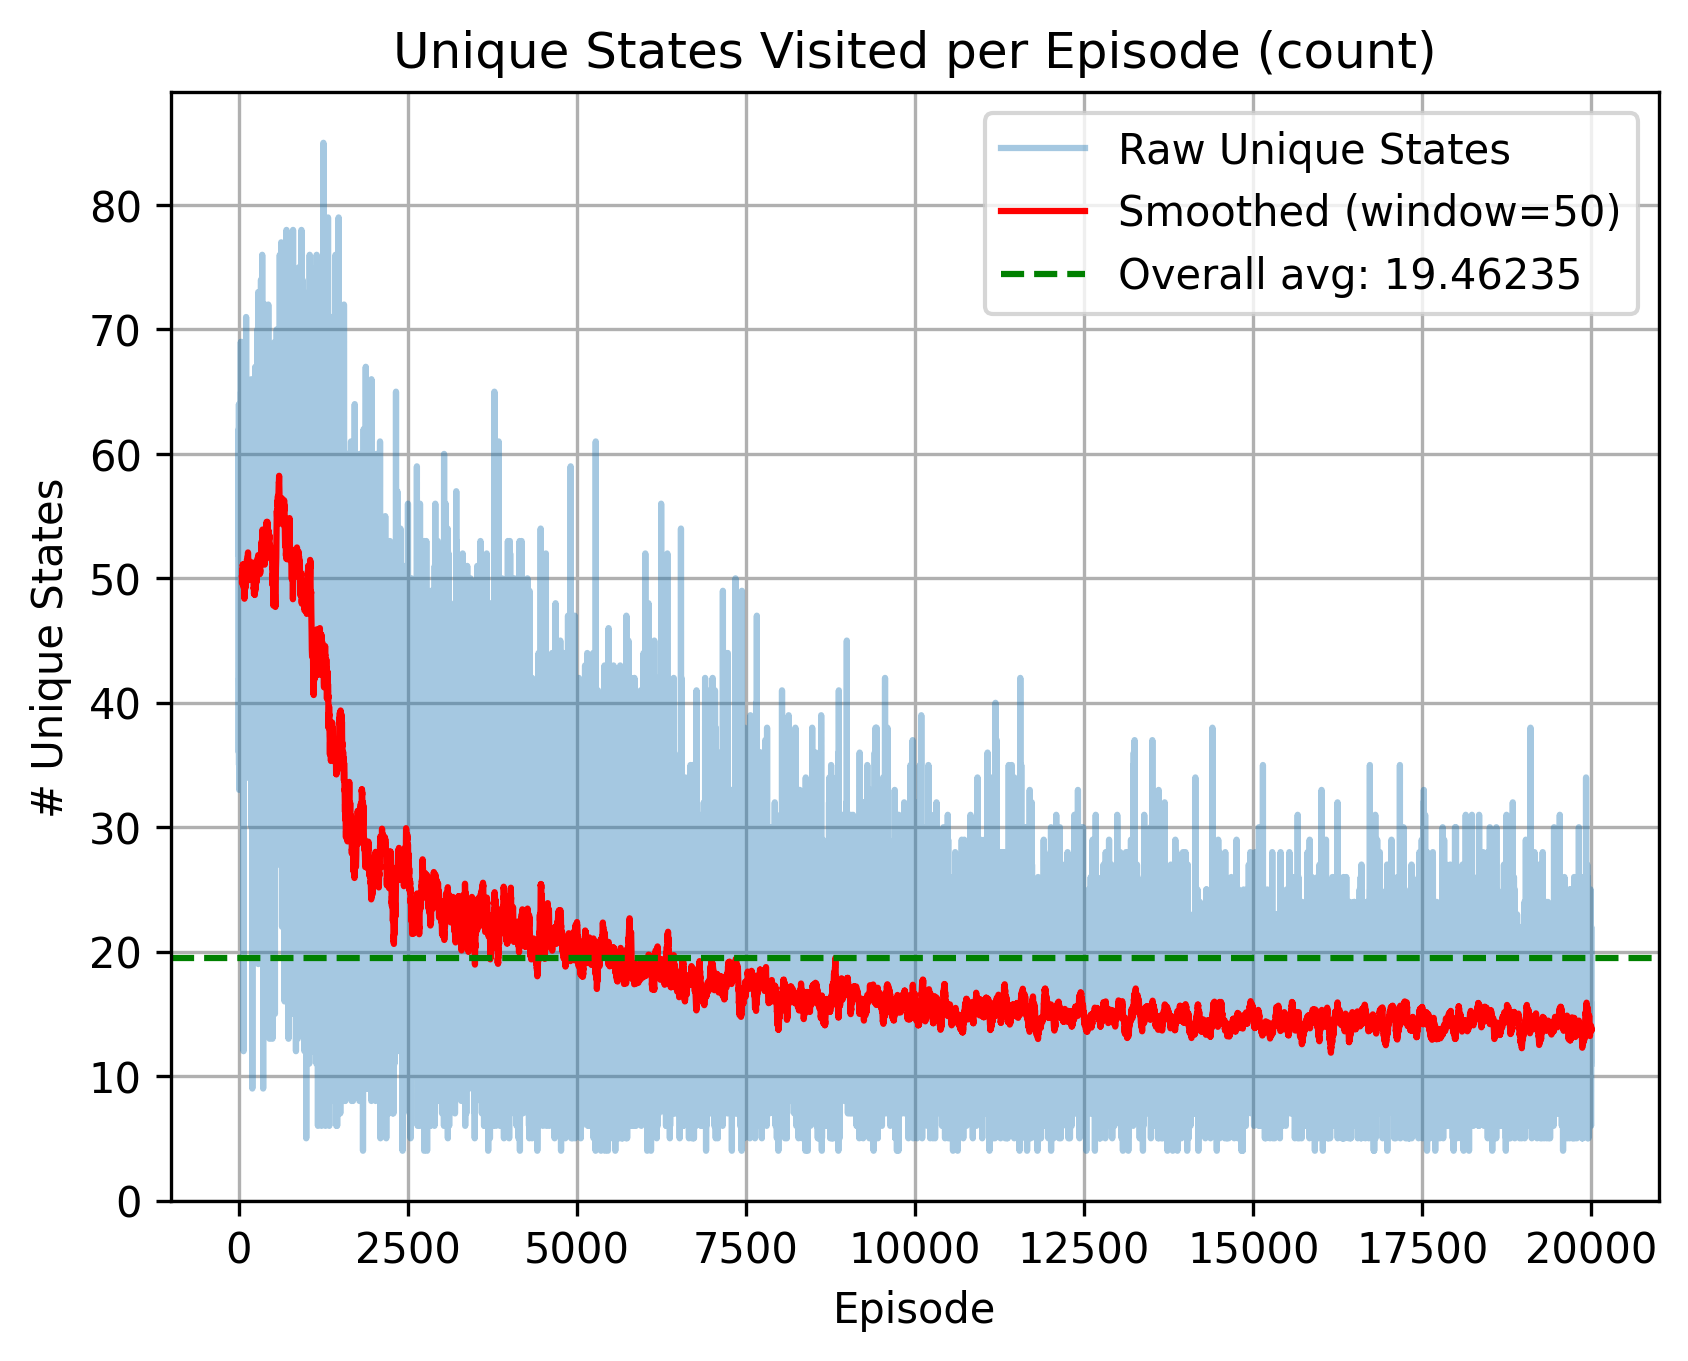 Unique States Visited per Episode (count)
Raw Unique States
Smoothed (window=50)
Overall avg: 19.46235
# Unique States
80
70
60
50
40
30
20
10
0
0 2500 5000 7500 10000 12500 15000 17500 20000
Episode